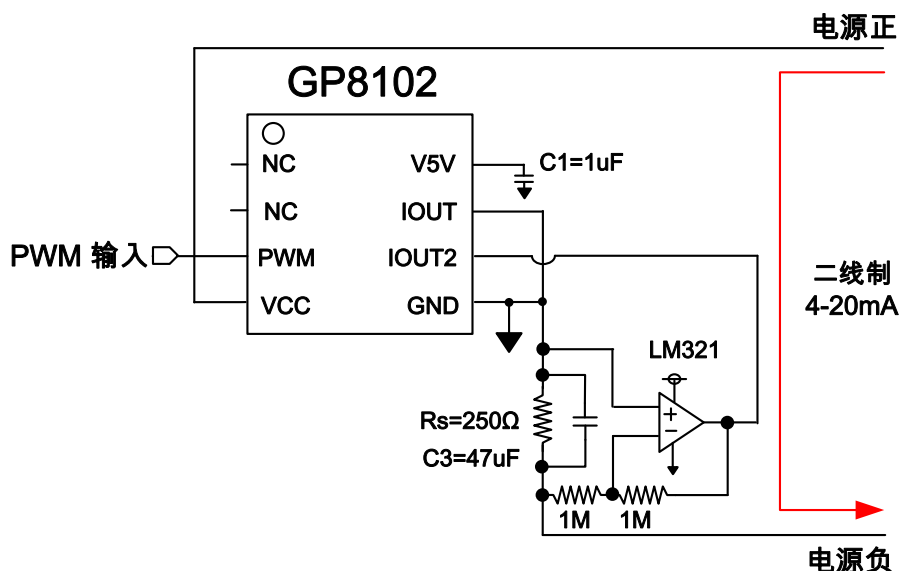 电源正
GP8102
NC
V5V
C1=1uF
NC
IOUT
PWM 输入
PWM
IOUT2
VCC
GND
二线制
4-20mA
LM321
Rs=250Ω
C3=47uF
+
−
1M
1M
电源负